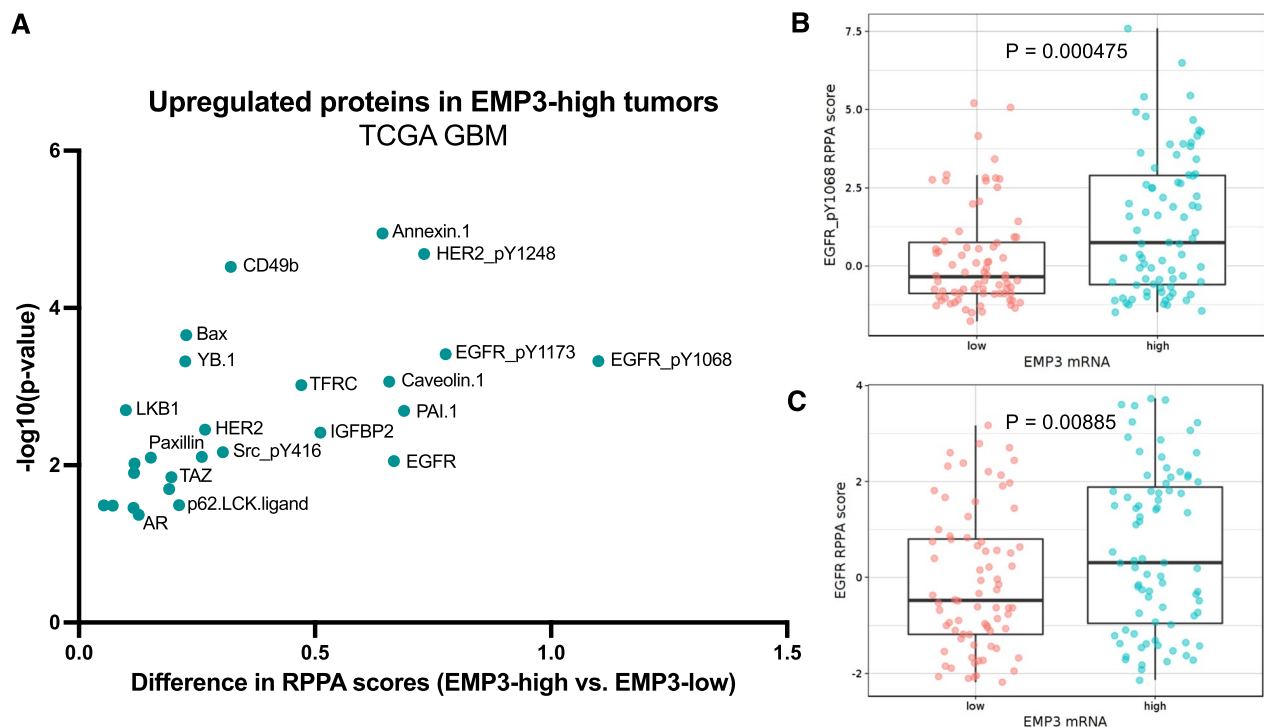 A
Upregulated proteins in EMP3-high tumors
TCGA GBM
6
4
2
0
-log10(p-value)
Annexin.1
HER2_pY1248
CD49b
Bax
YB.1
EGFR_pY1173
EGFR_pY1068
TFRC
Caveolin.1
LKB1
PAI.1
HER2
IGFBP2
Paxillin
Src_pY416
EGFR
TAZ
p62.LCK.ligand
AR
0.0
0.5
1.0
1.5
Difference in RPPA scores (EMP3-high vs. EMP3-low)
B
P = 0.000475
7.5
5.0
2.5
0.0
EGFR_pY1068 RPPA score
low
high
EMP3 mRNA
C
P = 0.00885
4
2
0
-2
EGFR RPPA score
low
high
EMP3 mRNA